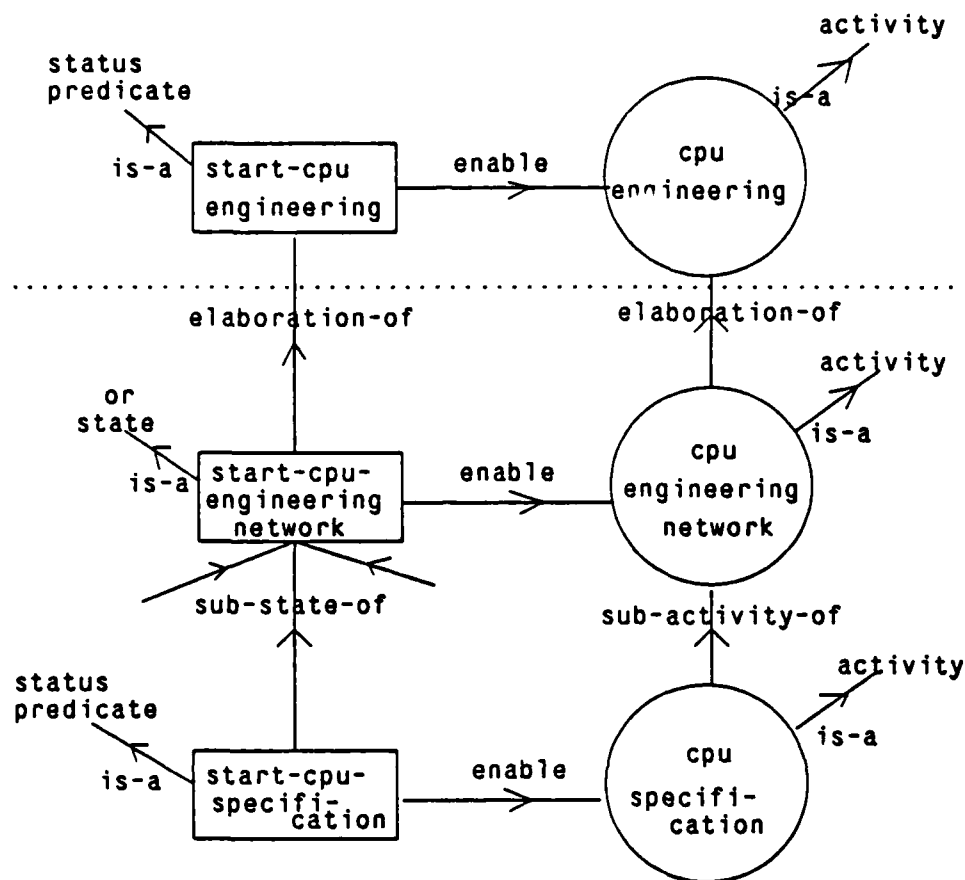 activity
status
predicate
is-a
is-a
start-cpu
engineering
enable
cpu
engineering
elaboration-of
elaboration-of
activity
or
state
is-a
is-a
start-cpu-
engineering
network
enable
cpu
engineering
network
sub-state-of
sub-activity-of
activity
status
predicate
is-a
is-a
start-cpu-
specifi-
cation
enable
cpu
specifi-
cation